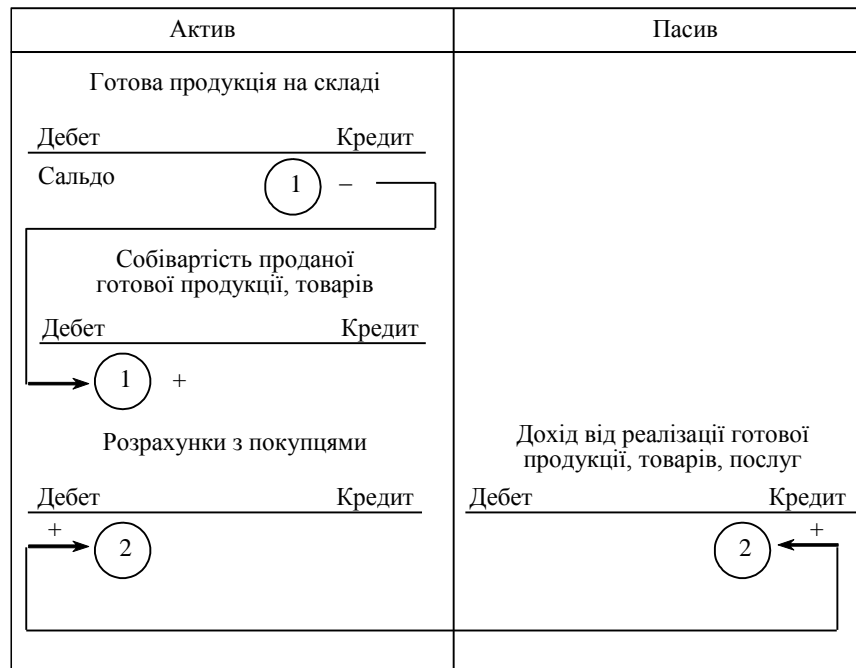 Актив Пасив
Готова продукція на складі
Дебет Кредит
Сальдо 1 –
Собівартість проданої
готової продукції, товарів
Дебет Кредит
1 +
Розрахунки з покупцями
Дохід від реалізації готової
продукції, товарів, послуг
Дебет Кредит Дебет Кредит
+ 2 2 +